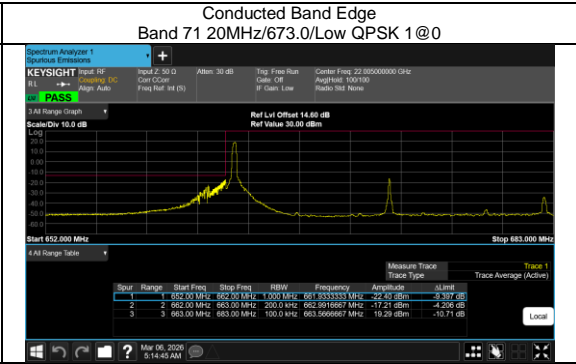 Conducted Band Edge
Band 71 20MHz/673.0/Low QPSK 1@0
Spectrum Analyzer 1
Spurious Emissions
+
KEYSIGHT Input: RF Input Z: 50 Ω Atten: 30 dB Trig: Free Run Center Freq: 22.005000000 GHz
RL Coupling: DC Corr CCorr Gate: Off Avg|Hold: 100/100
Align: Auto Freq Ref: Int (S) IF Gain: Low Radio Std: None
PASS
3 All Range Graph
Ref Lvl Offset 14.60 dB
Scale/Div 10.0 dB Ref Value 30.00 dBm
Log
20.0
10.0
0.00
-10.0
-20.0
-30.0
-40.0
-50.0
-60.0
Start 652.000 MHz Stop 683.000 MHz
4 All Range Table
Measure Trace Trace 1
Trace Type Trace Average (Active)
Spur Range Start Freq Stop Freq RBW Frequency Amplitude ΔLimit
1 1 652.00 MHz 662.00 MHz 1.000 MHz 661.9333333 MHz -22.40 dBm -9.397 dB
2 2 662.00 MHz 663.00 MHz 200.0 kHz 662.9916667 MHz -17.21 dBm -4.206 dB
3 3 663.00 MHz 683.00 MHz 100.0 kHz 663.5666667 MHz 19.29 dBm -10.71 dB
Local
? Mar 06, 2026
5:14:45 AM